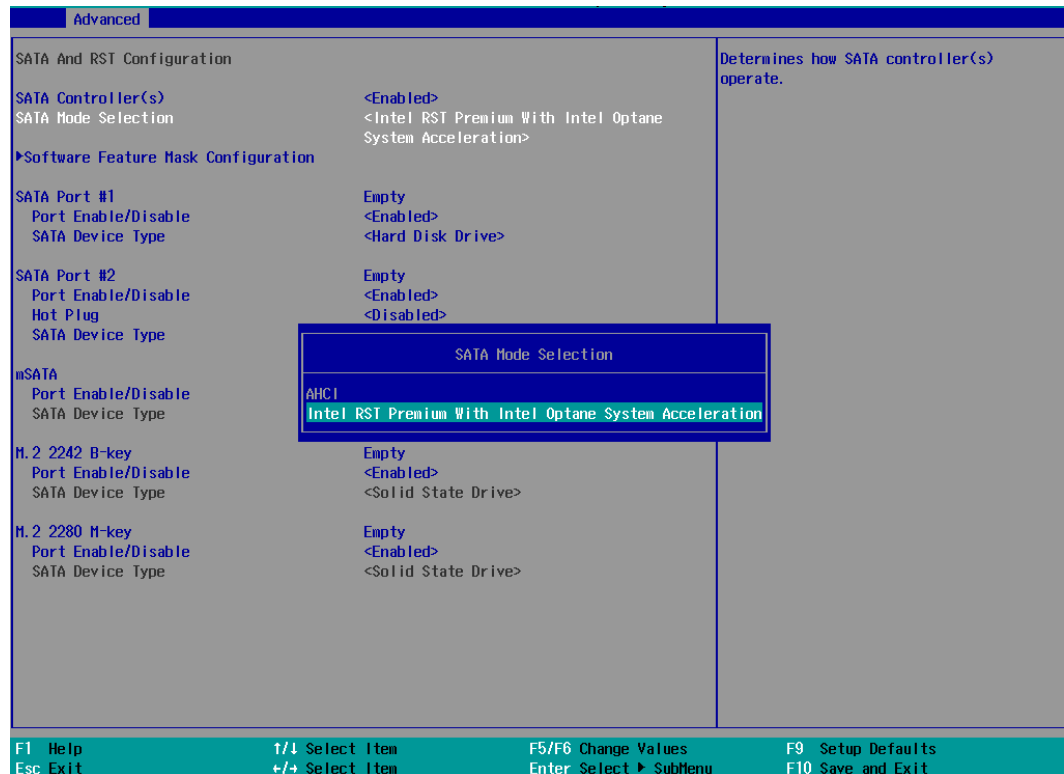 Advanced
SATA And RST Configuration
Determines how SATA controller(s)
operate.
SATA Controller(s) <Enabled>
SATA Mode Selection <Intel RST Premium With Intel Optane
System Acceleration>
▶Software Feature Mask Configuration
SATA Port #1 Empty
Port Enable/Disable <Enabled>
SATA Device Type <Hard Disk Drive>
SATA Port #2 Empty
Port Enable/Disable <Enabled>
Hot Plug <Disabled>
SATA Device Type
mSATA
Port Enable/Disable
SATA Device Type
SATA Mode Selection
AHCI
Intel RST Premium With Intel Optane System Acceleration
M.2 2242 B-key Empty
Port Enable/Disable <Enabled>
SATA Device Type <Solid State Drive>
M.2 2280 M-key Empty
Port Enable/Disable <Enabled>
SATA Device Type <Solid State Drive>
F1 Help ↑/↓ Select Item F5/F6 Change Values F9 Setup Defaults
Esc Exit ←/→ Select Item Enter Select ▶ SubMenu F10 Save and Exit